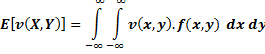 E[v(X,Y)] = ∫_{-∞}^{∞} ∫_{-∞}^{∞} v(x,y).f(x,y) dx dy